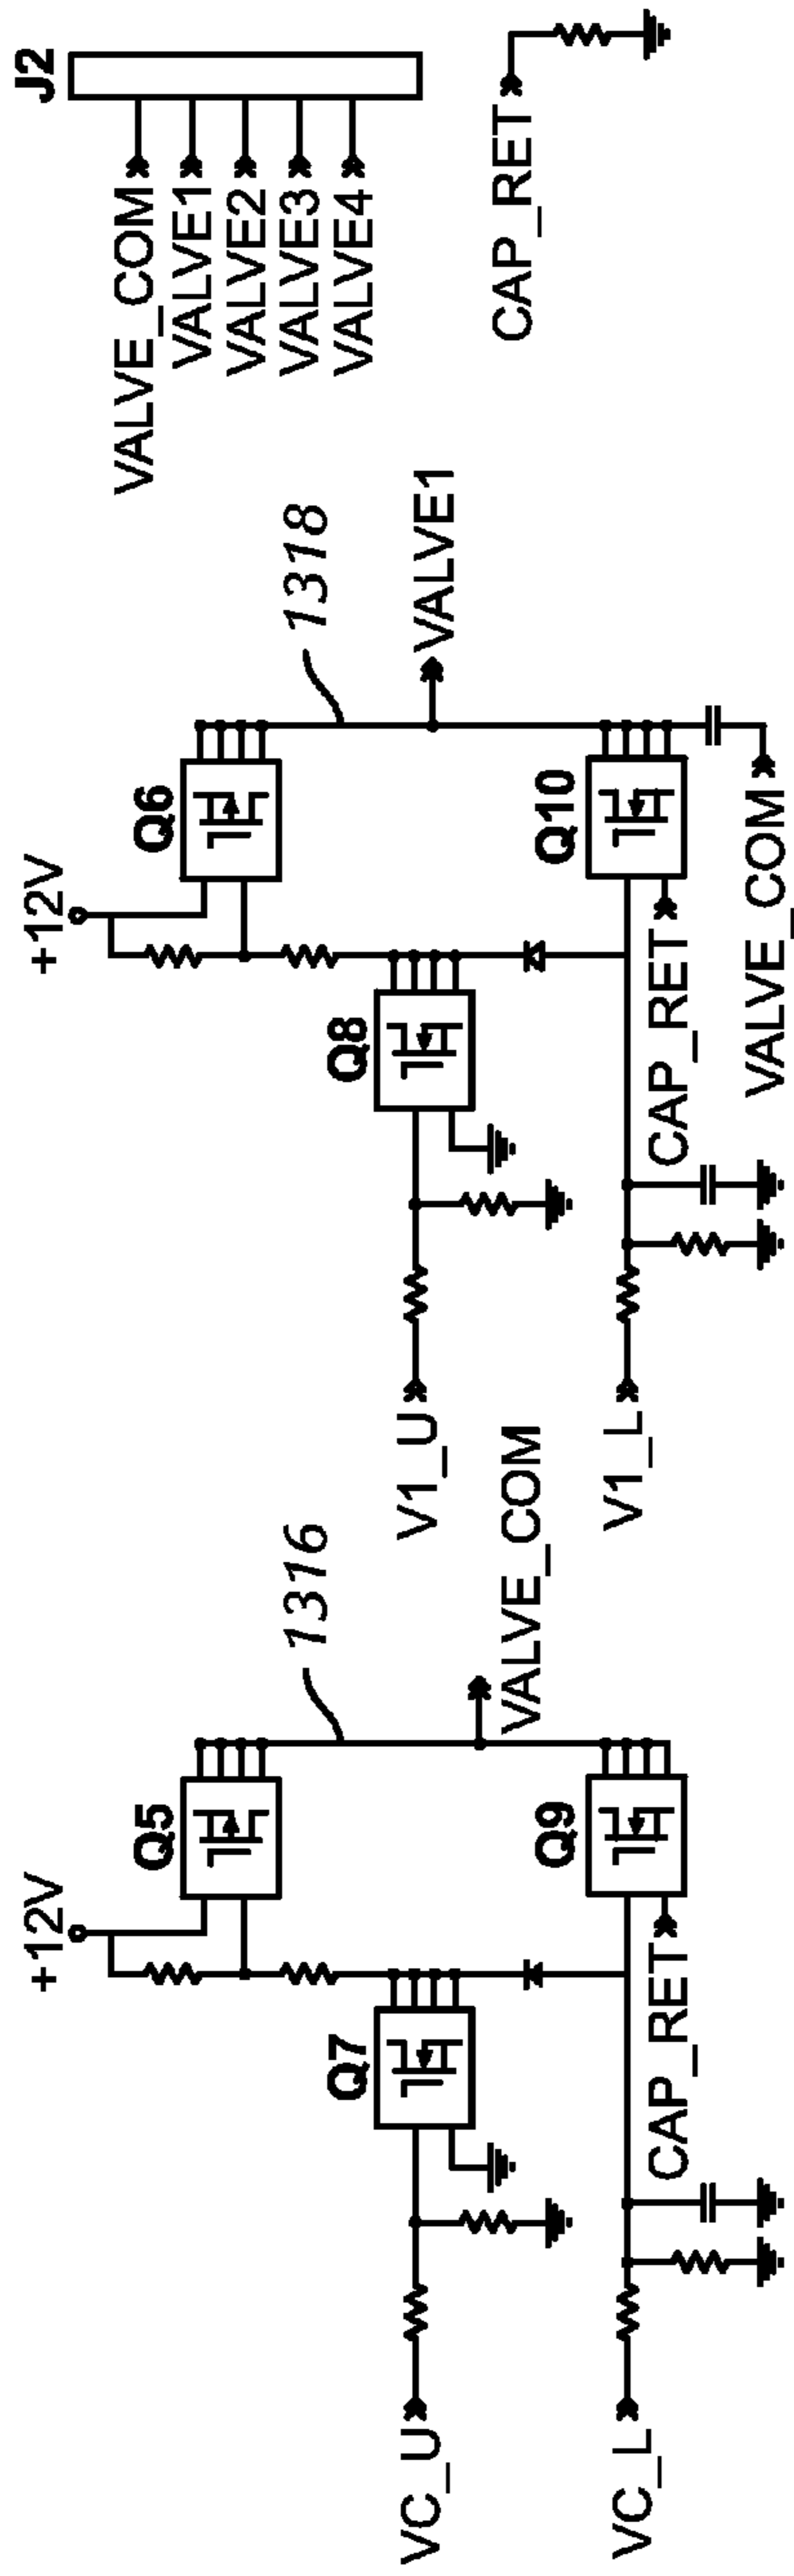 +12V
Q5
1316
Q7
VC_U
VALVE_COM
Q9
VC_L
CAP_RET
+12V
Q6
1318
Q8
V1_U
VALVE1
Q10
V1_L
CAP_RET
VALVE_COM
J2
VALVE_COM
VALVE1
VALVE2
VALVE3
VALVE4
CAP_RET